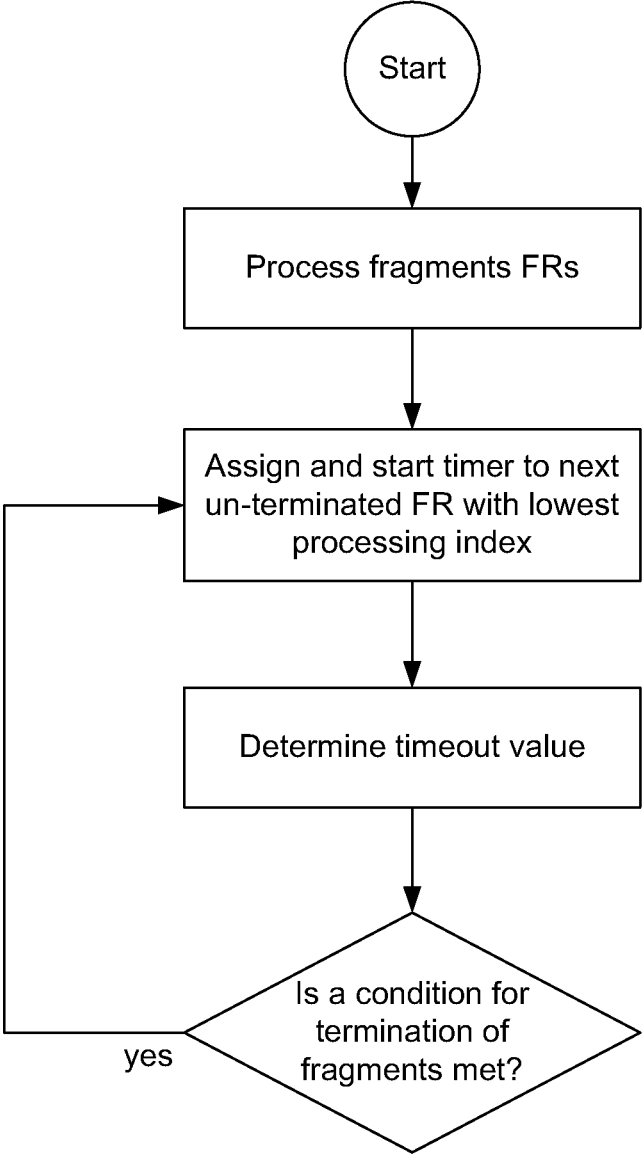 Start
Process fragments FRs
Assign and start timer to next
un-terminated FR with lowest
processing index
Determine timeout value
Is a condition for
termination of
fragments met?
yes